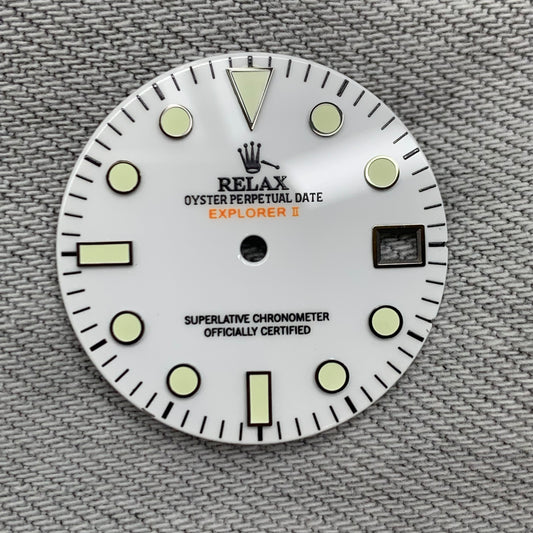 RELAX
OYSTER PERPETUAL DATE
EXPLORER II
SUPERLATIVE CHRONOMETER
OFFICIALLY CERTIFIED